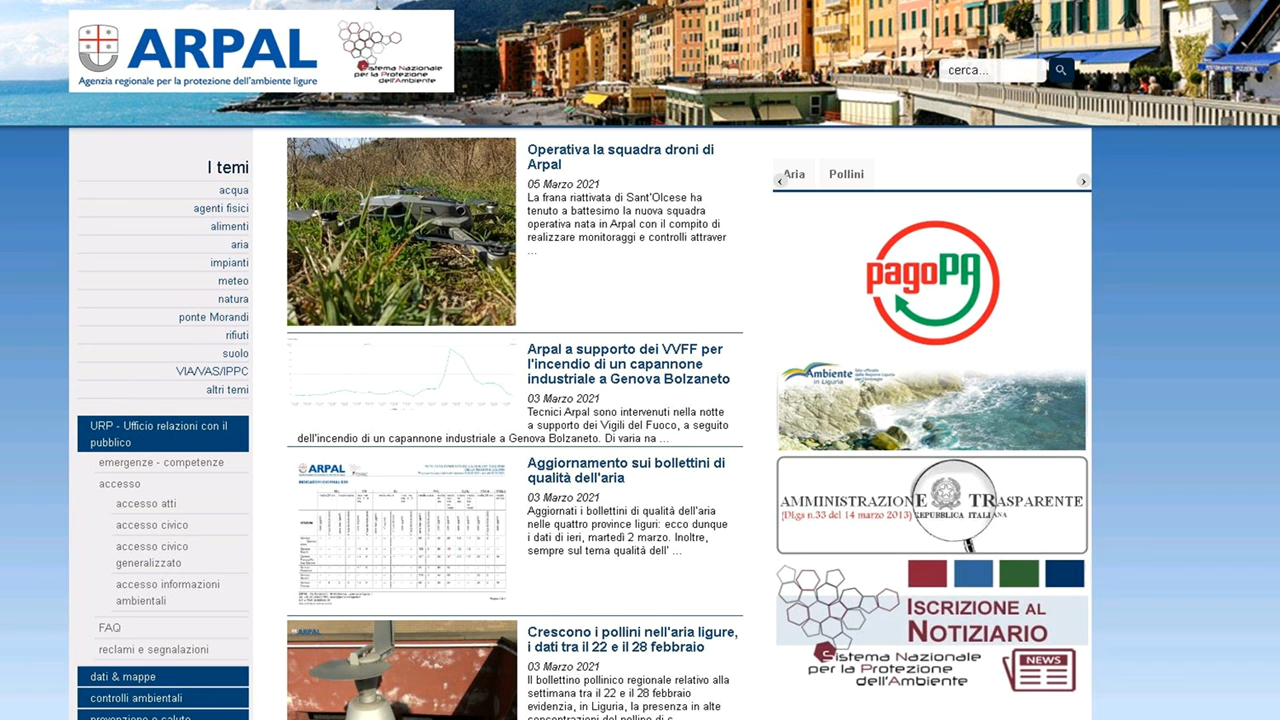 ARPAL
Agenzia regionale per la protezione dell'ambiente ligure
Sistema Nazionale
per la Protezione
dell'Ambiente
cerca...
I temi
acqua
agenti fisici
alimenti
aria
impianti
meteo
natura
ponte Morandi
rifiuti
suolo
VIA/VAS/IPPC
altri temi
URP - Ufficio relazioni con il
pubblico
emergenze - competenze
accesso
accesso atti
accesso civico
accesso civico
generalizzato
accesso informazioni
ambientali
FAQ
reclami e segnalazioni
dati & mappe
controlli ambientali
prevenzione e salute
Operativa la squadra droni di
Arpal
05 Marzo 2021
La frana riattivata di Sant'Olcese ha
tenuto a battesimo la nuova squadra
operativa nata in Arpal con il compito di
realizzare monitoraggi e controlli attraver
...
Arpal a supporto dei VVFF per
l'incendio di un capannone
industriale a Genova Bolzaneto
03 Marzo 2021
Tecnici Arpal sono intervenuti nella notte
a supporto dei Vigili del Fuoco, a seguito
dell'incendio di un capannone industriale a Genova Bolzaneto. Di varia na ...
ARPAL
Aggiornamento sui bollettini di
qualità dell'aria
03 Marzo 2021
Aggiornati i bollettini di qualità dell'aria
nelle quattro province liguri: ecco dunque
i dati di ieri, martedì 2 marzo. Inoltre,
sempre sul tema qualità dell' ...
ARPAL
Crescono i pollini nell'aria ligure,
i dati tra il 22 e il 28 febbraio
03 Marzo 2021
Il bollettino pollinico regionale relativo alla
settimana tra il 22 e il 28 febbraio
evidenzia, in Liguria, la presenza in alte
concentrazioni del polline di c
Aria
Pollini
pagoPA
Ambiente
in Liguria
AMMINISTRAZIONE TRASPARENTE
(Dlgs n.33 del 14 marzo 2013) REPUBBLICA ITALIANA
ISCRIZIONE AL
NOTIZIARIO
Sistema Nazionale
per la Protezione
dell'Ambiente
NEWS